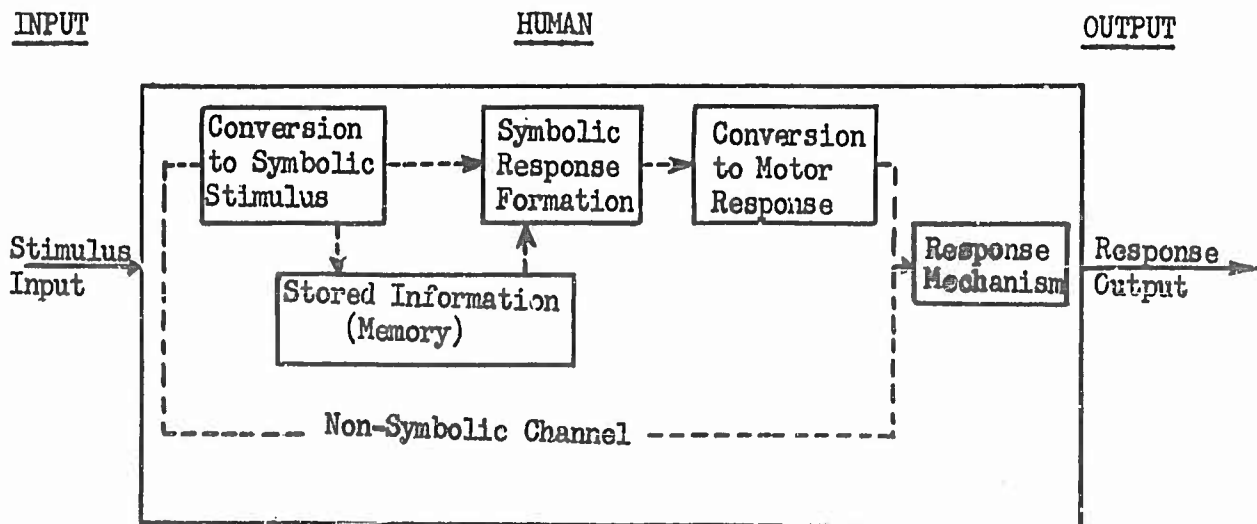 INPUT HUMAN OUTPUT
Conversion
to Symbolic
Stimulus
Symbolic
Response
Formation
Conversion
to Motor
Response
Stimulus
Input
Stored Information
(Memory)
Response
Mechanism
Response
Output
Non-Symbolic Channel